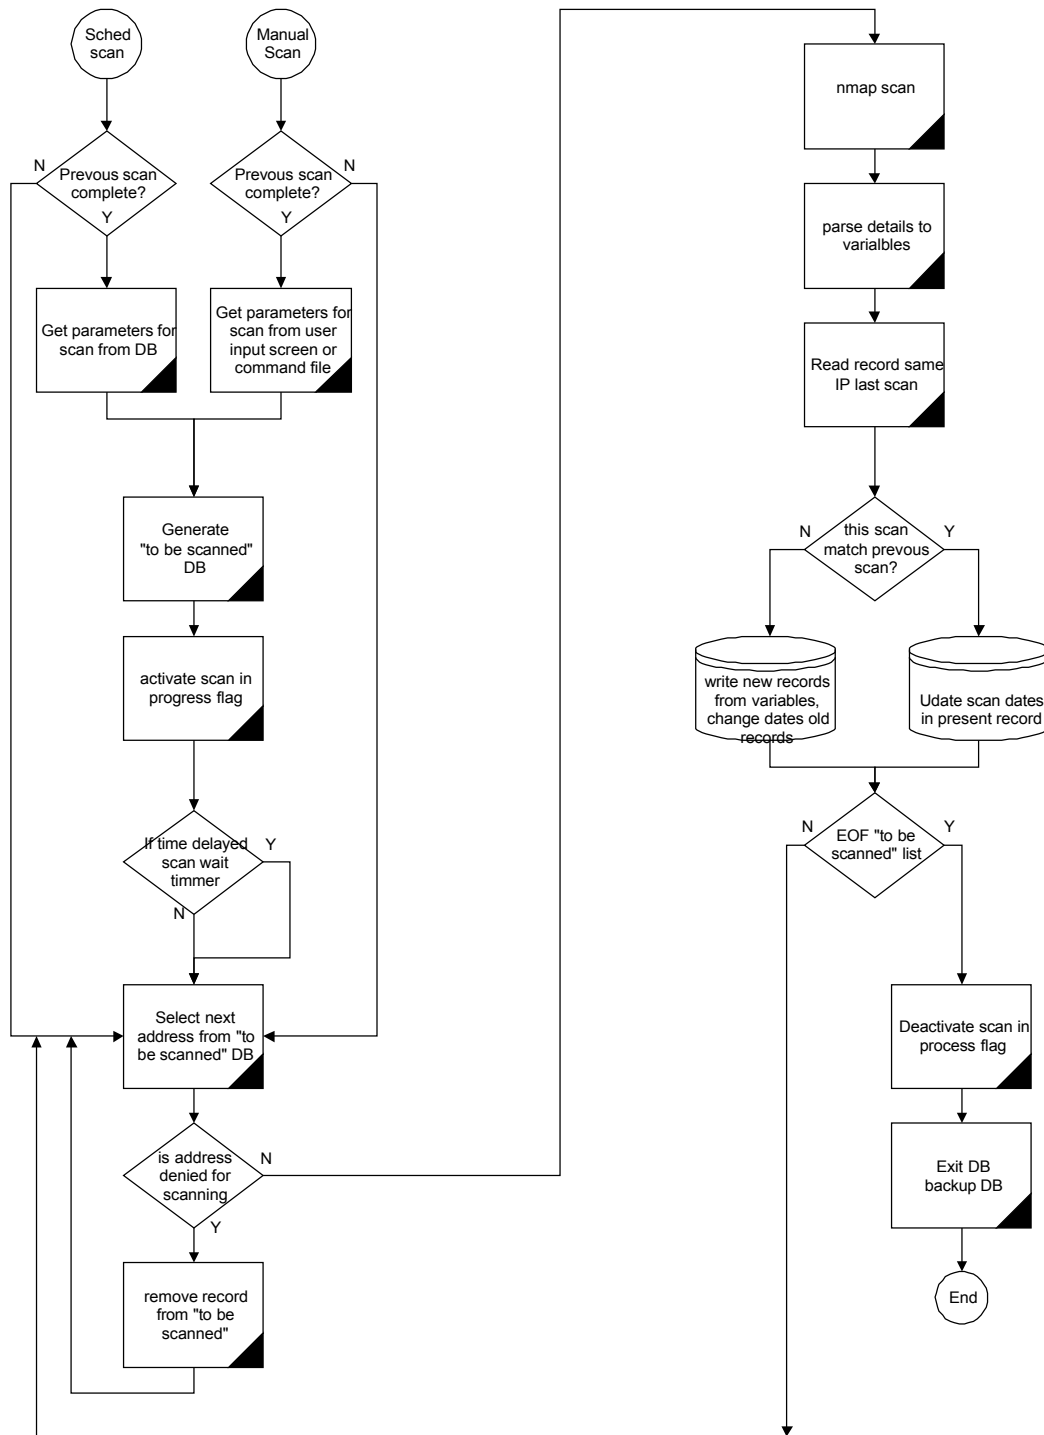 Sched
scan
Manual
Scan
N
Prevous scan
complete?
Y
Prevous scan
complete?
N
Y
Get parameters for
scan from DB
Get parameters for
scan from user
input screen or
command file
Generate
"to be scanned"
DB
activate scan in
progress flag
If time delayed
scan wait
timmer
Y
N
Select next
address from "to
be scanned" DB
is address
denied for
scanning
N
Y
remove record
from "to be
scanned"
nmap scan
parse details to
varialbles
Read record same
IP last scan
N
this scan
match prevous
scan?
Y
write new records
from variables,
change dates old
records
Udate scan dates
in present record
N
EOF "to be
scanned" list
Y
Deactivate scan in
process flag
Exit DB
backup DB
End